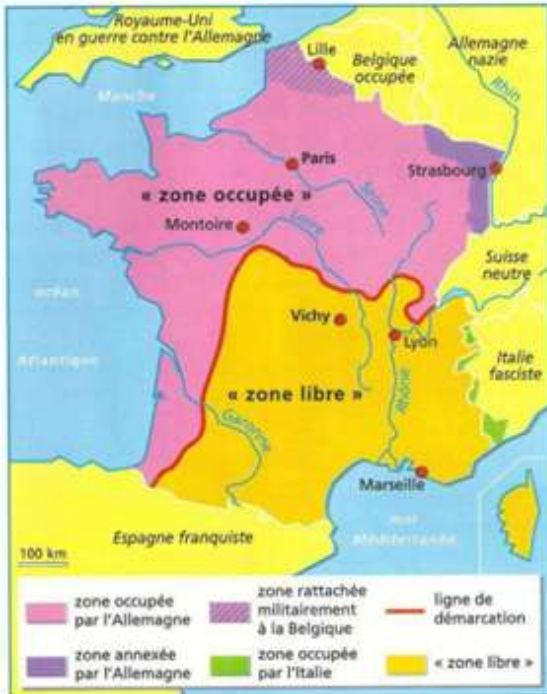 Royaume-Uni
en guerre contre l'Allemagne
Lille
Belgique
occupée
Allemagne
nazie
Rhin
Manche
Paris
Strasbourg
« zone occupée »
Seine
Montoire
Loire
Suisse
neutre
océan
Atlantique
Vichy
Lyon
Italie
fasciste
« zone libre »
Rhône
Garonne
Marseille
mer
Méditerranée
Espagne franquiste
100 km
zone occupée
par l'Allemagne
zone rattachée
militairement
à la Belgique
ligne de
démarcation
zone annexée
par l'Allemagne
zone occupée
par l'Italie
« zone libre »